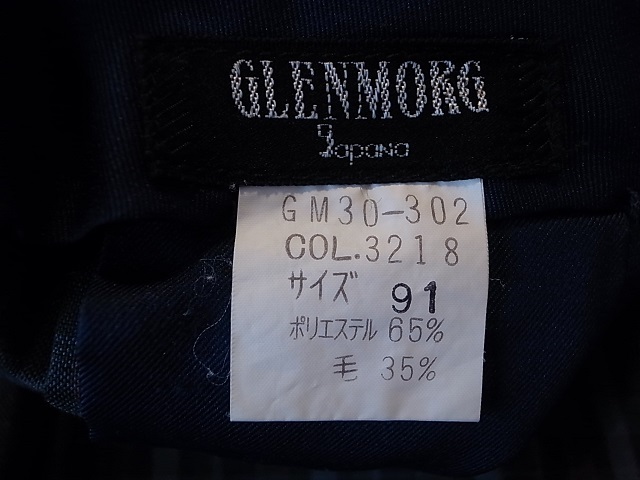 GLENMORG
Japana
GM30-302
COL.3218
サイズ 91
ポリエステル 65%
毛 35%